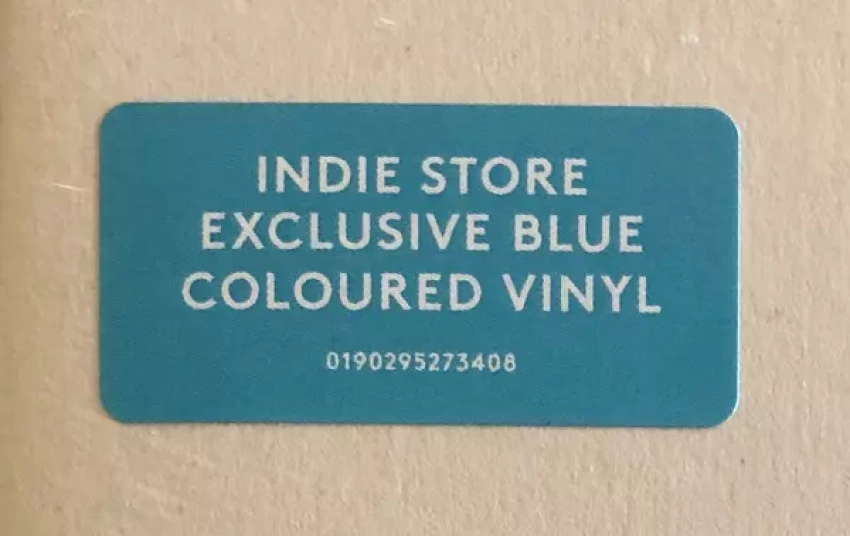 INDIE STORE
EXCLUSIVE BLUE
COLOURED VINYL
0190295273408